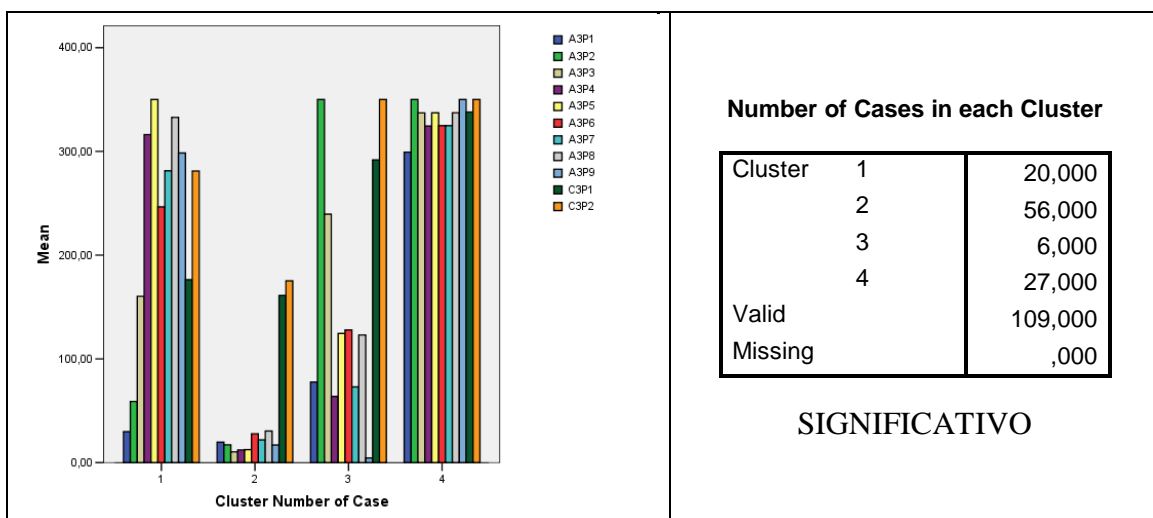 400,00
300,00
200,00
100,00
0,00
Mean
1
2
3
4
Cluster Number of Case
A3P1
A3P2
A3P3
A3P4
A3P5
A3P6
A3P7
A3P8
A3P9
C3P1
C3P2
Number of Cases in each Cluster
Cluster 1 20,000
2 56,000
3 6,000
4 27,000
Valid 109,000
Missing ,000
SIGNIFICATIVO